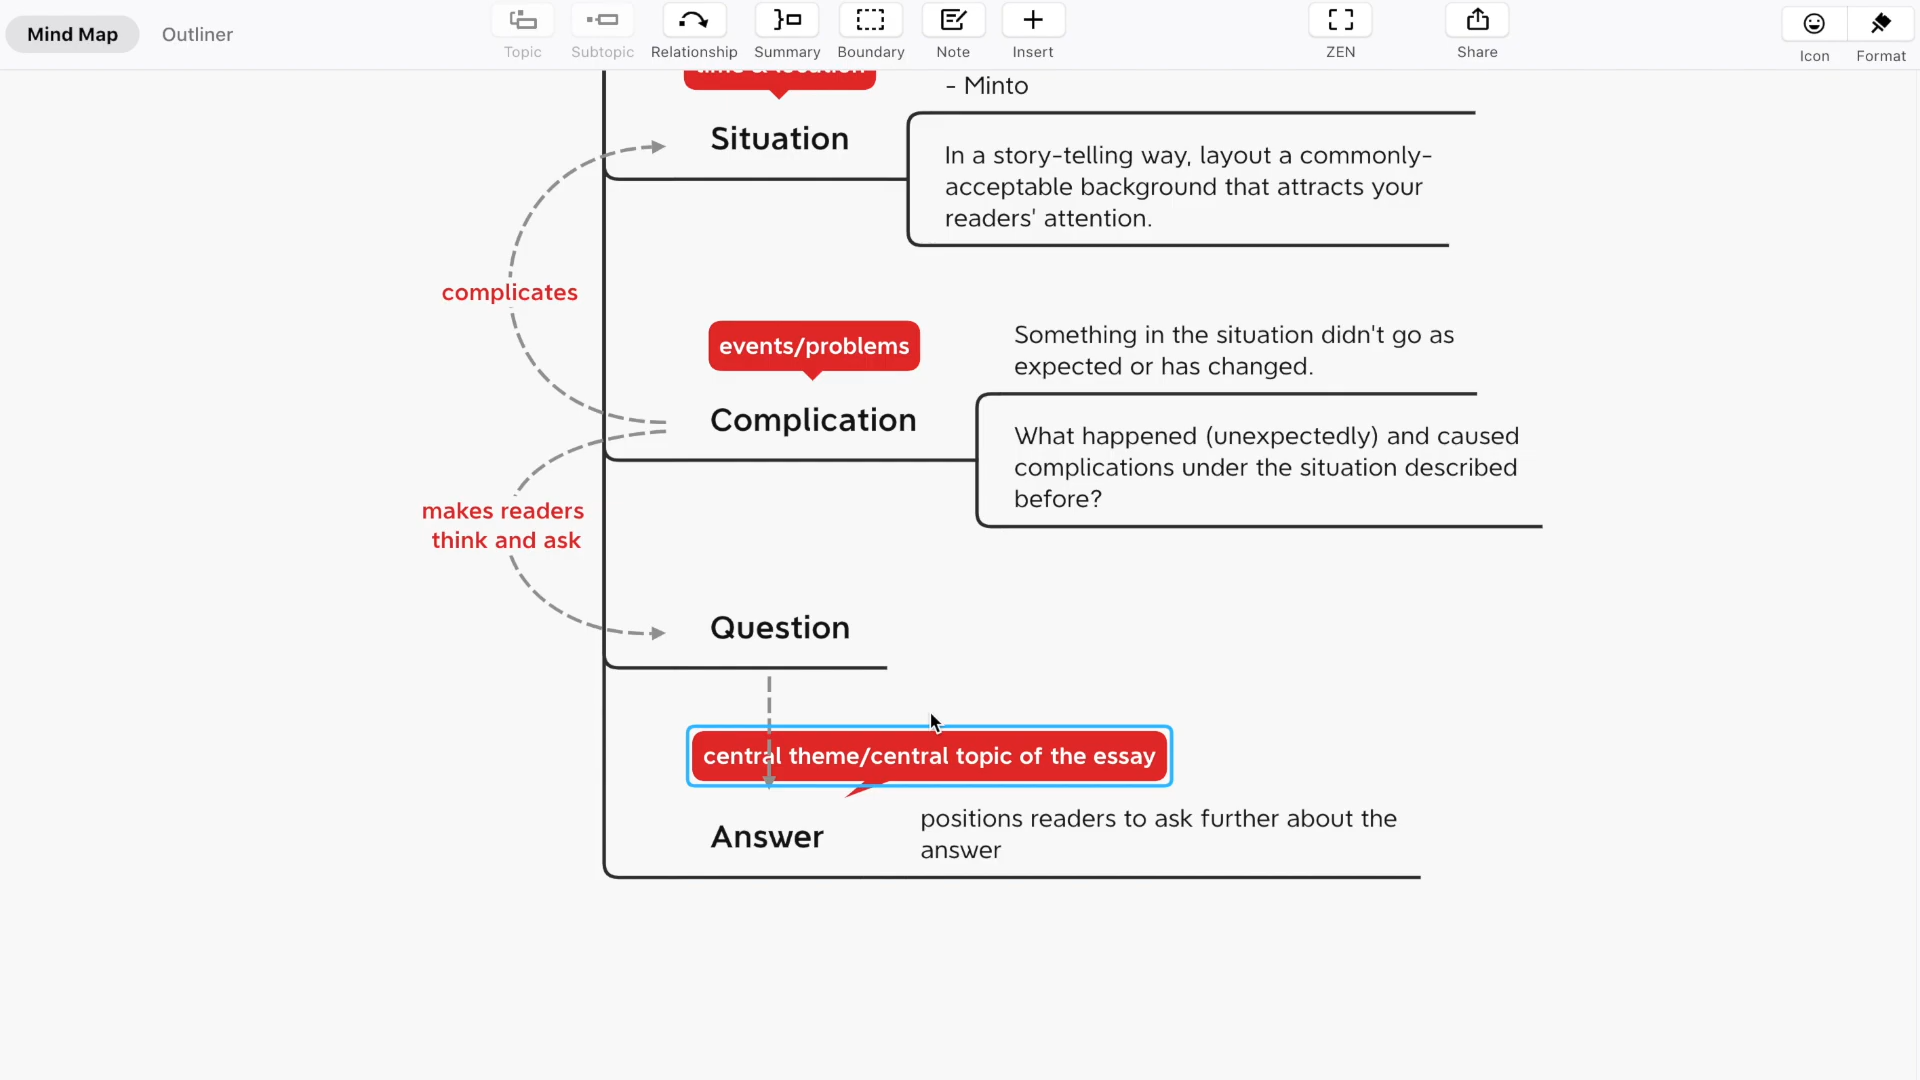 Mind Map
Outliner
Topic
Subtopic
Relationship
Summary
Boundary
Note
Insert
ZEN
Share
Icon
Format
- Minto
Situation
In a story-telling way, layout a commonly-
acceptable background that attracts your
readers' attention.
complicates
events/problems
Something in the situation didn't go as
expected or has changed.
Complication
What happened (unexpectedly) and caused
complications under the situation described
before?
makes readers
think and ask
Question
central theme/central topic of the essay
positions readers to ask further about the
answer
Answer